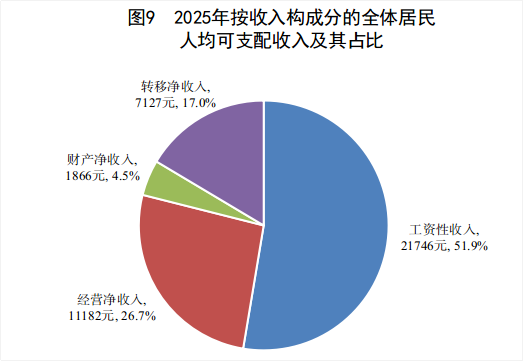 图9 2025年按收入构成分的全体居民
人均可支配收入及其占比
转移净收入,
7127元, 17.0%
财产净收入,
1866元, 4.5%
工资性收入,
21746元, 51.9%
经营净收入,
11182元, 26.7%